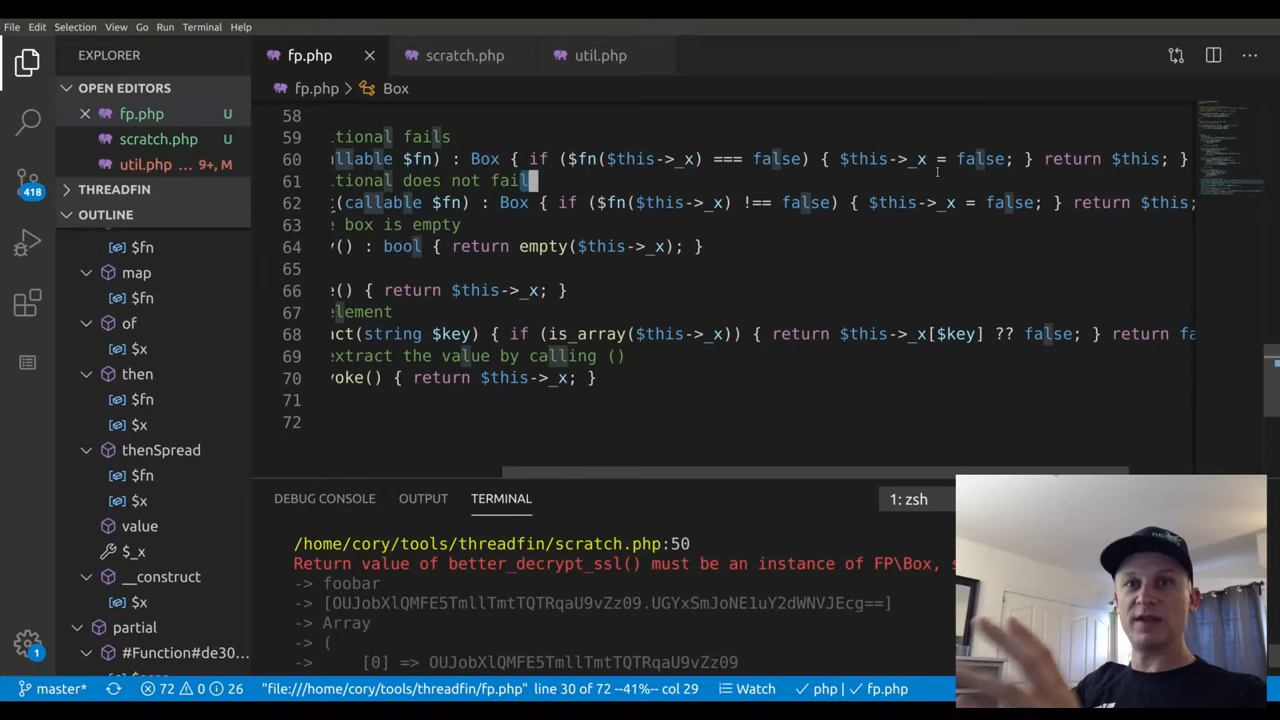 File Edit Selection View Go Run Terminal Help
EXPLORER
fp.php
scratch.php
util.php
OPEN EDITORS
fp.php > Box
fp.php U
scratch.php U
util.php 9+, M
THREADFIN
418
OUTLINE
$fn
map
$fn
of
$x
then
$fn
$x
thenSpread
$fn
$x
value
$_x
__construct
$x
partial
#Function#de30...
1
58
59 itional fails
60 allable $fn) : Box { if ($fn($this->_x) === false) { $this->_x = false; } return $this; }
61 itional does not fail
62 t(callable $fn) : Box { if ($fn($this->_x) !== false) { $this->_x = false; } return $this;
63 e box is empty
64 y() : bool { return empty($this->_x); }
65
66 e() { return $this->_x; }
67 element
68 act(string $key) { if (is_array($this->_x)) { return $this->_x[$key] ?? false; } return fa
69 extract the value by calling ()
70 voke() { return $this->_x; }
71
72
DEBUG CONSOLE OUTPUT TERMINAL 1: zsh
/home/cory/tools/threadfin/scratch.php:50
Return value of better_decrypt_ssl() must be an instance of FP\Box, s
-> foobar
-> [OUJobXlQMFE5TmllTmtTQTRqaU9vZz09.UGYxSmJoNE1uY2dWNVJEcg==]
-> Array
-> (
-> [0] => OUJobXlQMFE5TmllTmtTQTRqaU9vZz09
master* 72 0 26 "file:///home/cory/tools/threadfin/fp.php" line 30 of 72 --41%-- col 29 Watch php fp.php